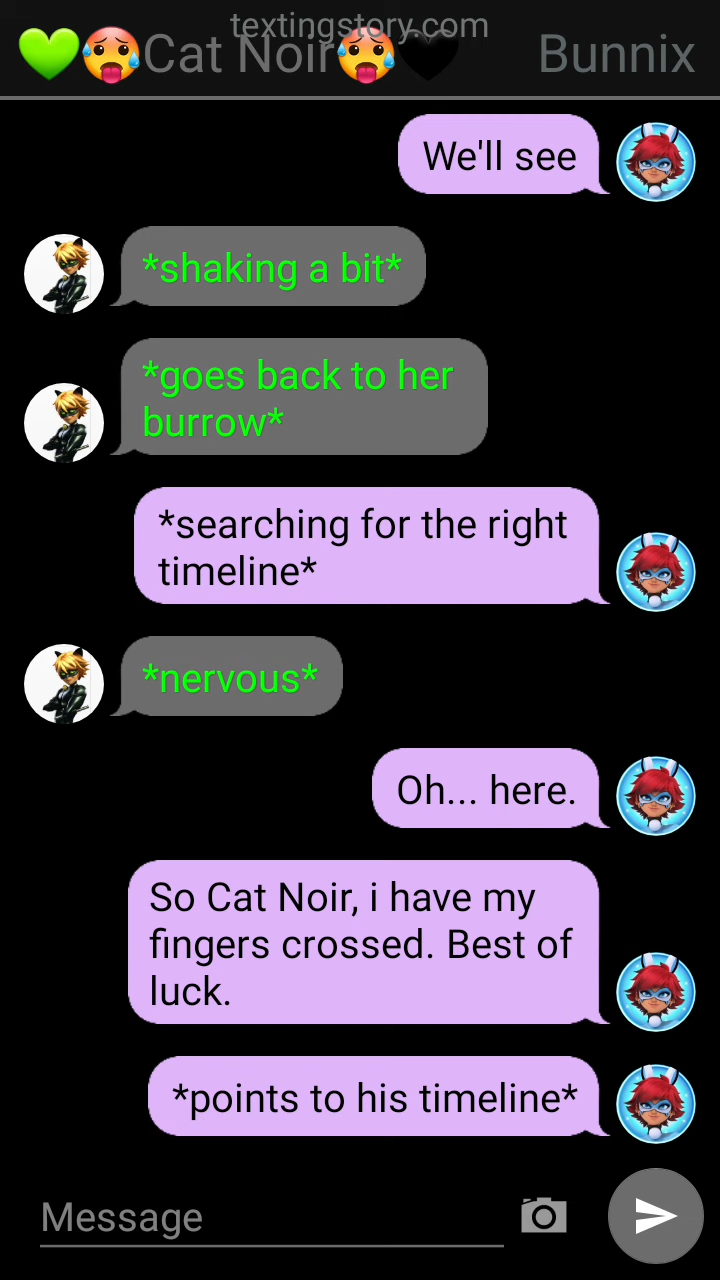 textingstory.com
💚🥵Cat Noir🥵🖤
Bunnix
We'll see
*shaking a bit*
*goes back to her
burrow*
*searching for the right
timeline*
*nervous*
Oh... here.
So Cat Noir, i have my
fingers crossed. Best of
luck.
*points to his timeline*
Message